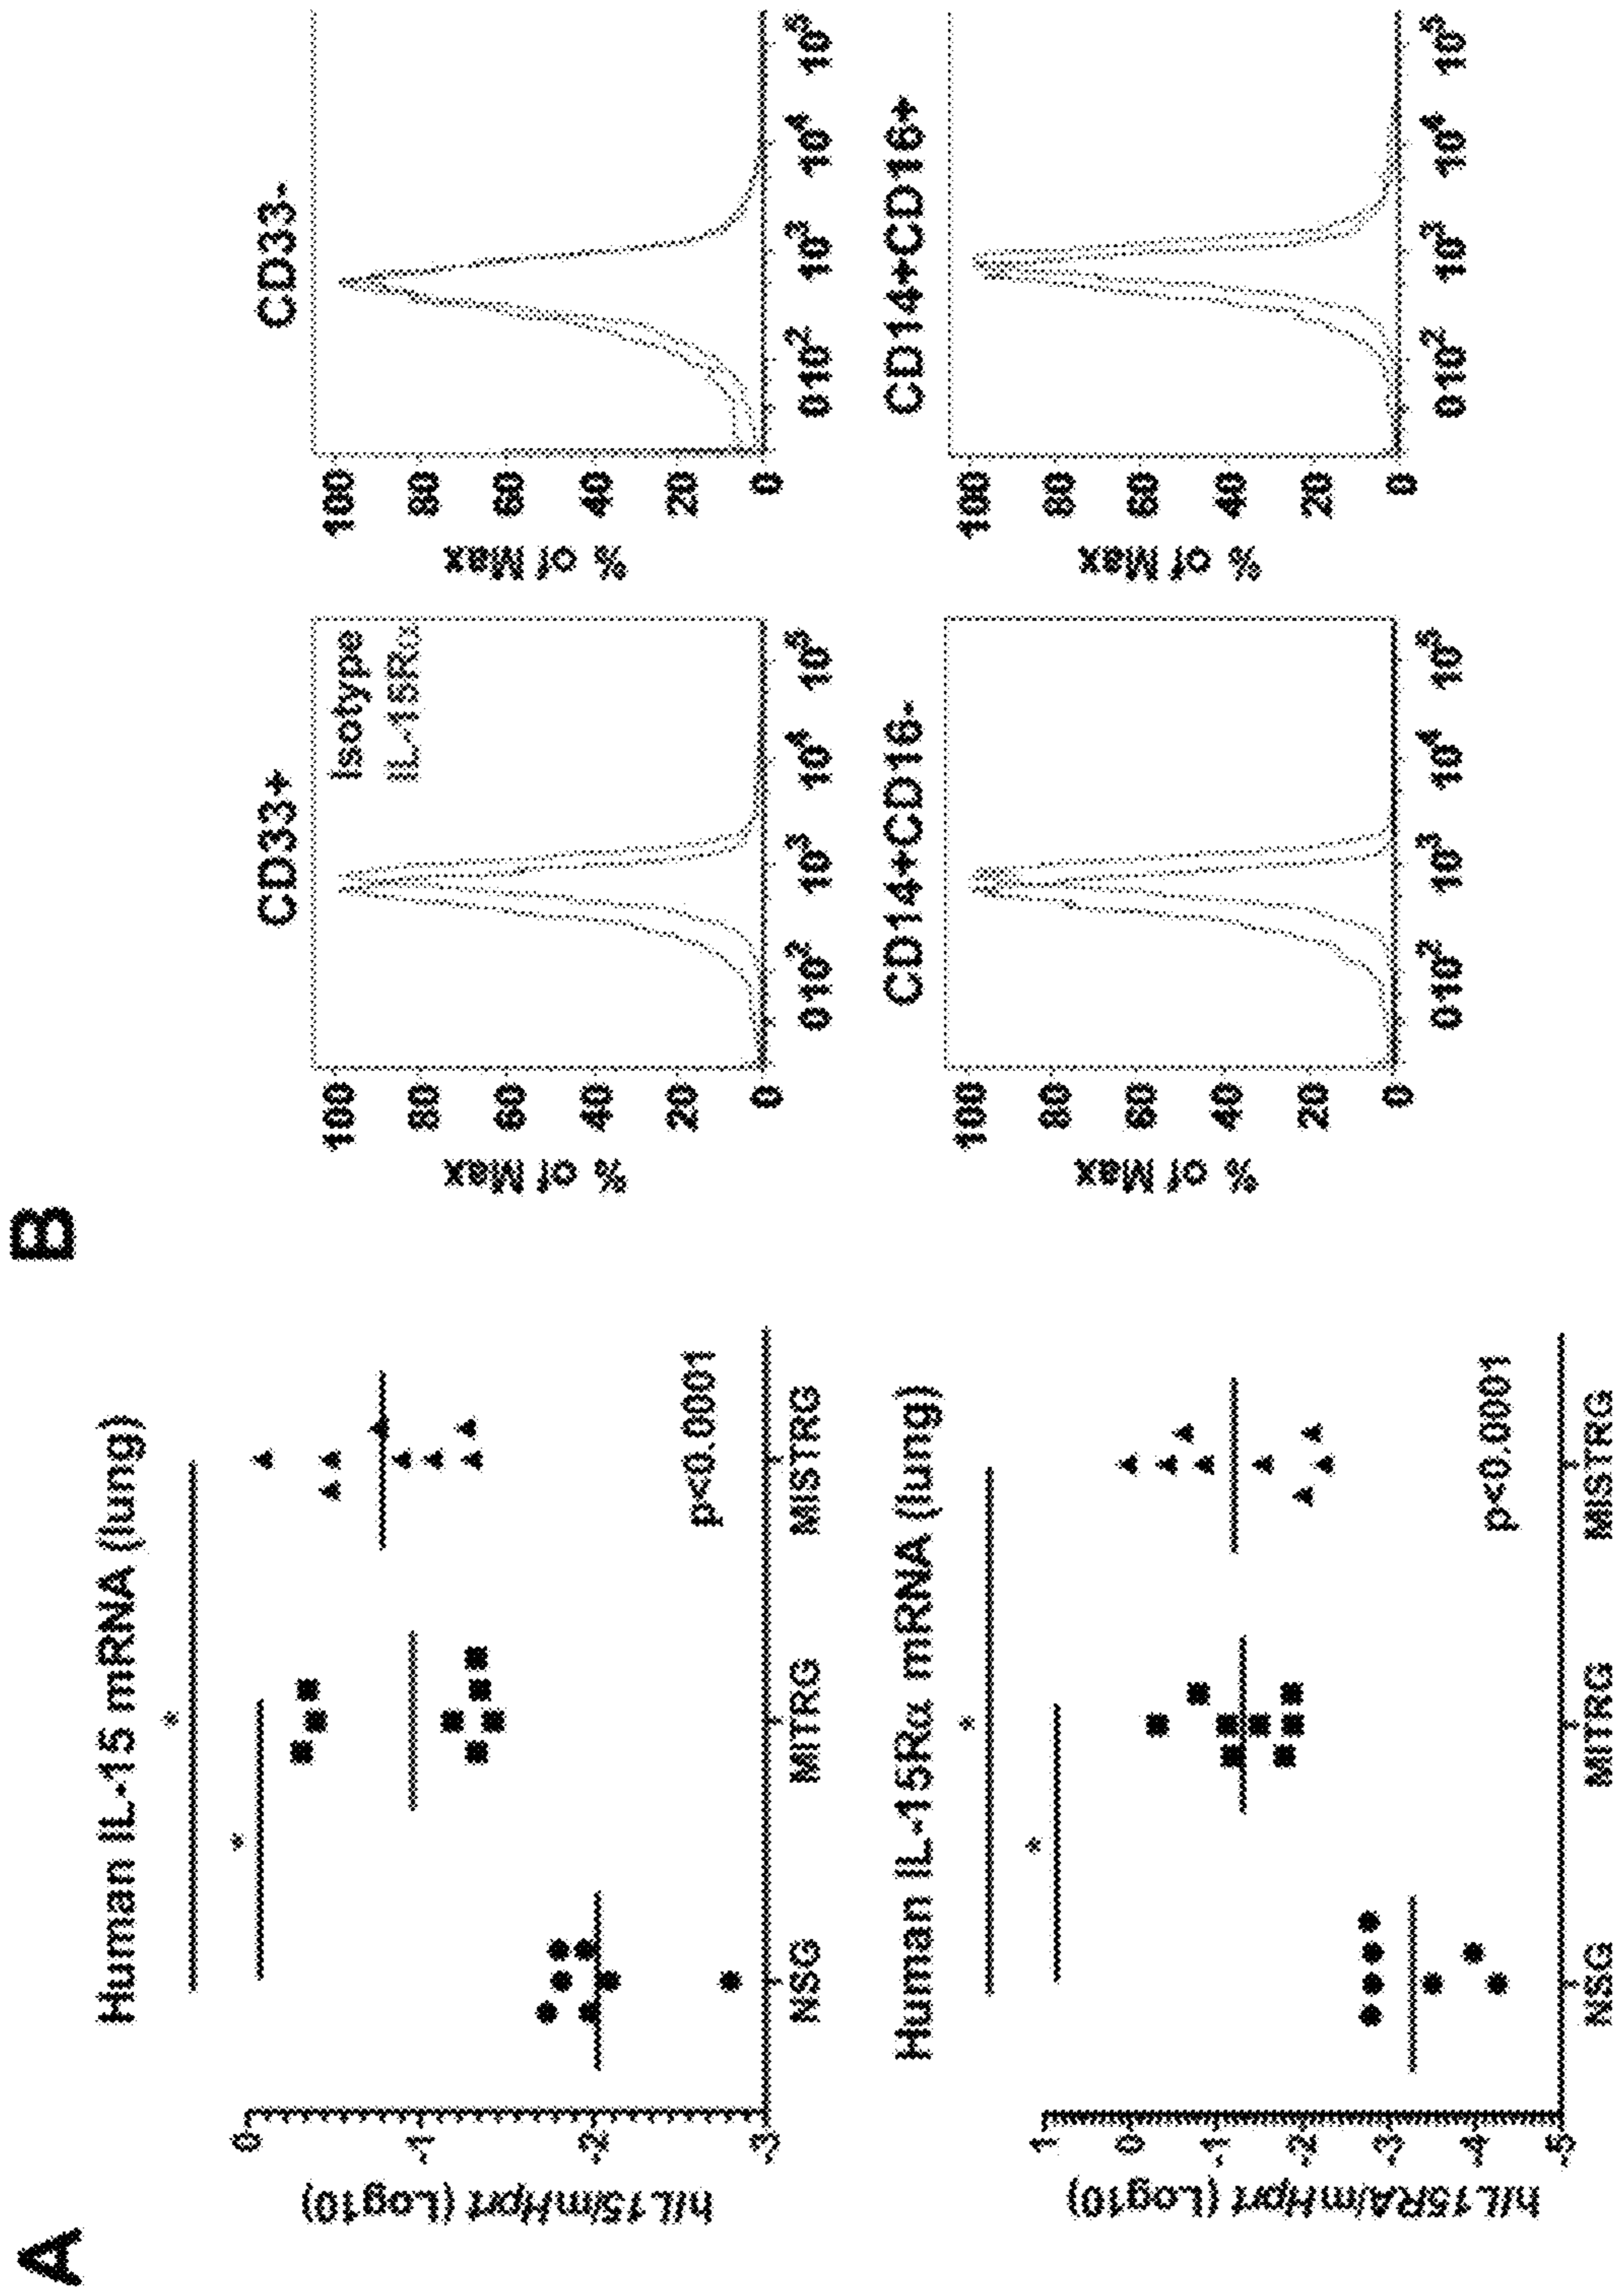 A
Human IL-15 mRNA (lung)
*
*
hIL15/mHprt (Log10)
0
-1
-2
-3
p<0.0001
NSG MITRG MISTRG
Human IL-15Rα mRNA (lung)
*
*
hIL15RA/mHprt (Log10)
1
0
-1
-2
-3
-4
-5
p<0.0001
NSG MITRG MISTRG
B
CD33+
Isotype
IL-15Rα
% of Max
100
80
60
40
20
0
0 10² 10³ 10⁴ 10⁵
CD33-
% of Max
100
80
60
40
20
0
0 10² 10³ 10⁴ 10⁵
CD14+CD16-
% of Max
100
80
60
40
20
0
0 10² 10³ 10⁴ 10⁵
CD14+CD16+
% of Max
100
80
60
40
20
0
0 10² 10³ 10⁴ 10⁵